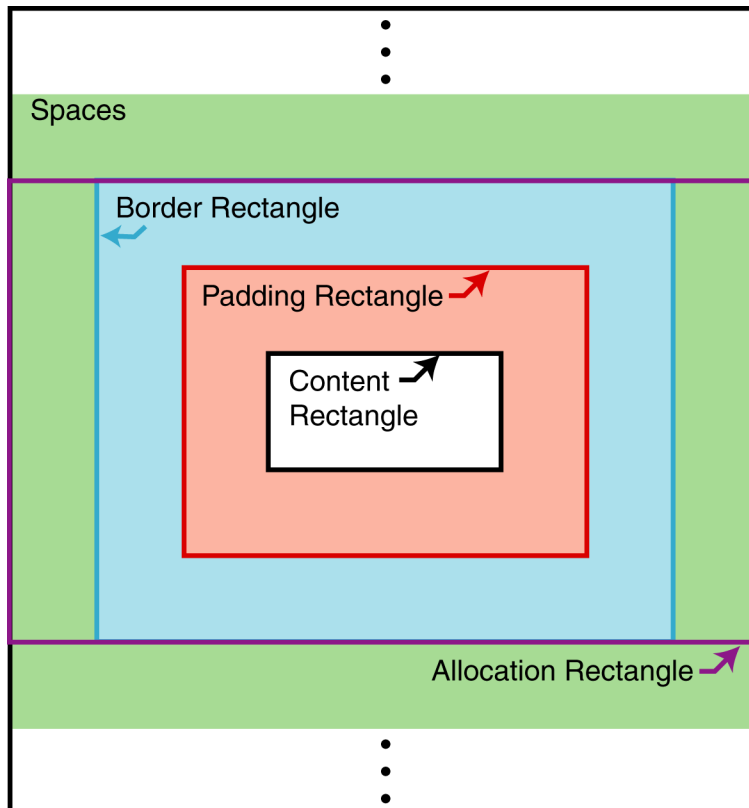 Spaces
Border Rectangle
Padding Rectangle
Content
Rectangle
Allocation Rectangle